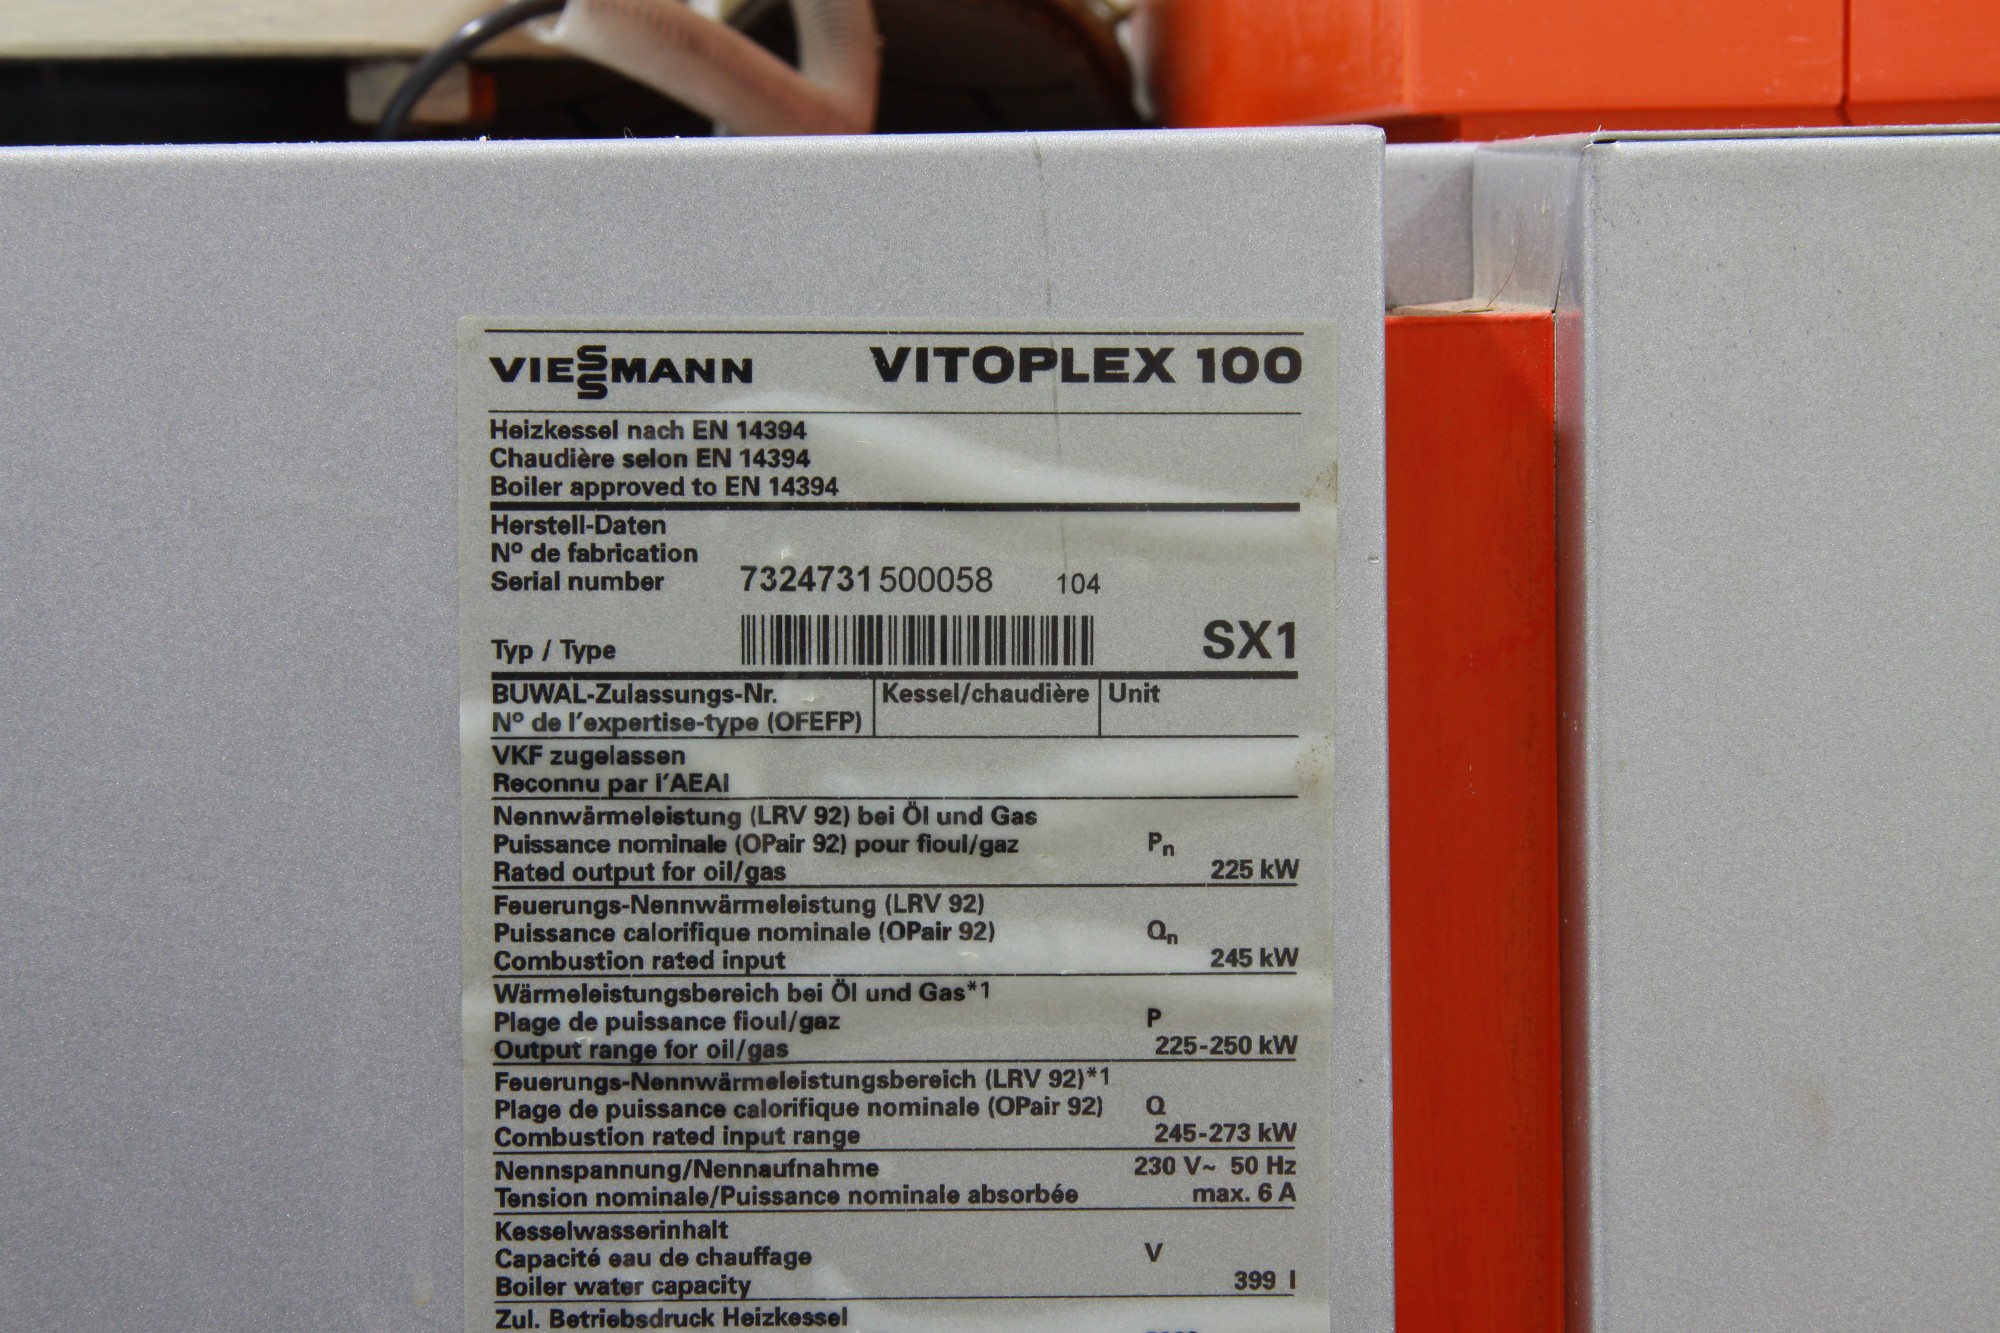 VIESSMANN VITOPLEX 100
Heizkessel nach EN 14394
Chaudière selon EN 14394
Boiler approved to EN 14394
Herstell-Daten
Nº de fabrication
Serial number 7324731500058 104
Typ / Type SX1
BUWAL-Zulassungs-Nr. Kessel/chaudière Unit
Nº de l'expertise-type (OFEFP)
VKF zugelassen
Reconnu par l'AEAI
Nennwärmeleistung (LRV 92) bei Öl und Gas
Puissance nominale (OPair 92) pour fioul/gaz Pn
Rated output for oil/gas 225 kW
Feuerungs-Nennwärmeleistung (LRV 92)
Puissance calorifique nominale (OPair 92) Qn
Combustion rated input 245 kW
Wärmeleistungsbereich bei Öl und Gas*1
Plage de puissance fioul/gaz P
Output range for oil/gas 225-250 kW
Feuerungs-Nennwärmeleistungsbereich (LRV 92)*1
Plage de puissance calorifique nominale (OPair 92) Q
Combustion rated input range 245-273 kW
Nennspannung/Nennaufnahme 230 V~ 50 Hz
Tension nominale/Puissance nominale absorbée max. 6 A
Kesselwasserinhalt
Capacité eau de chauffage V
Boiler water capacity 399 l
Zul. Betriebsdruck Heizkessel